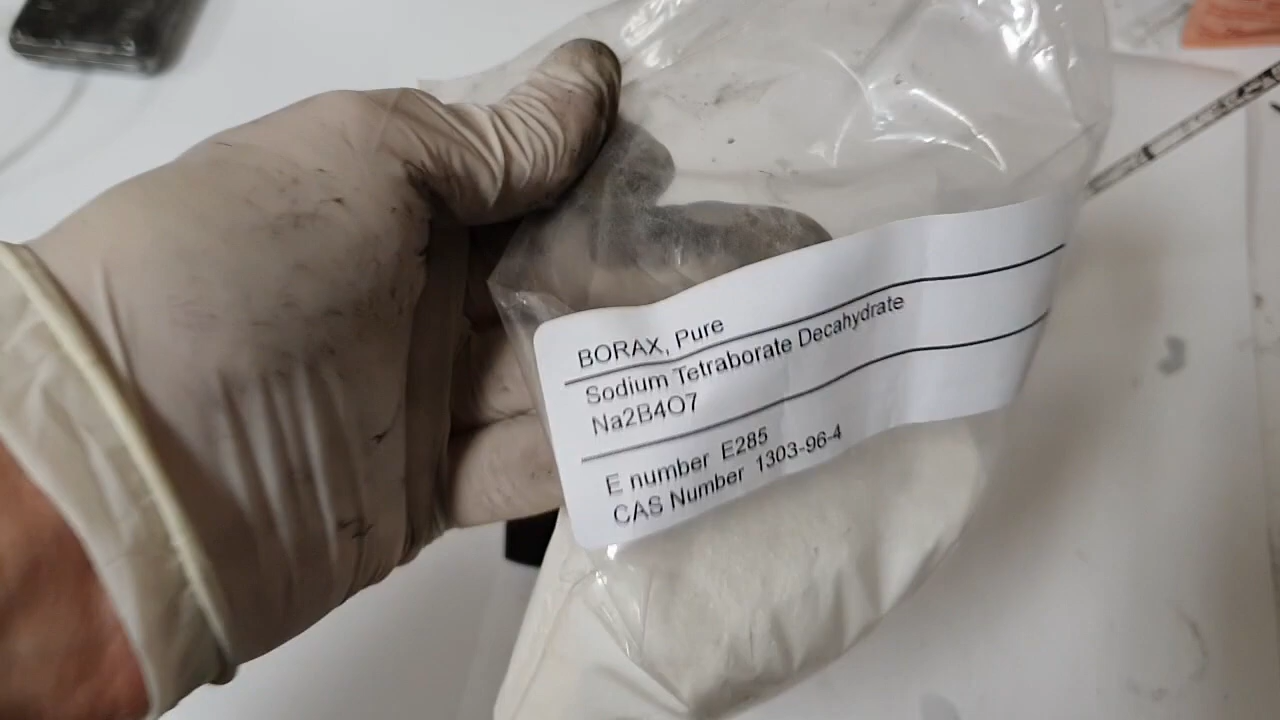 BORAX, Pure
Sodium Tetraborate Decahydrate
Na2B4O7
E number E285
CAS Number 1303-96-4